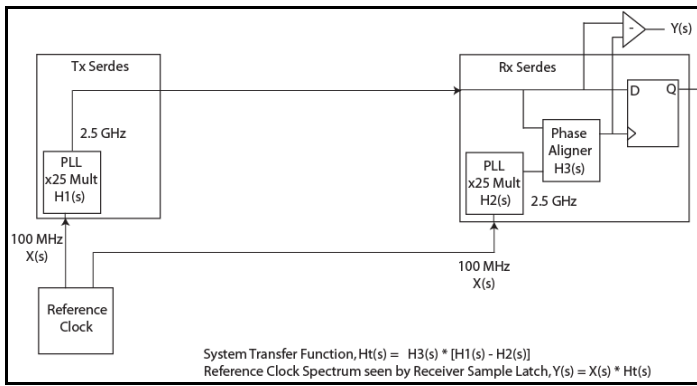 Y(s)
-
Tx Serdes
Rx Serdes
D
Q
2.5 GHz
PLL
x25 Mult
H1(s)
Phase
Aligner
H3(s)
PLL
x25 Mult
H2(s)
2.5 GHz
100 MHz
X(s)
100 MHz
X(s)
Reference
Clock
System Transfer Function, Ht(s) = H3(s) * [H1(s) - H2(s)]
Reference Clock Spectrum seen by Receiver Sample Latch, Y(s) = X(s) * Ht(s)